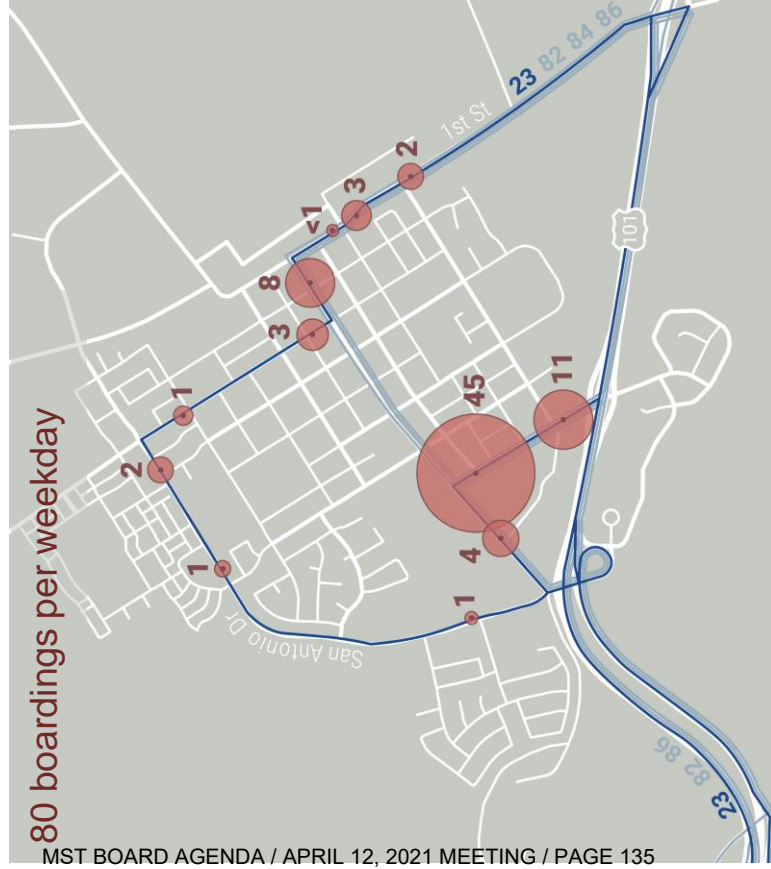 80 boardings per weekday
23 82 84 86
1st St
2
3
<1
8
3
1
2
1
San Antonio Dr
1
45
11
4
101
23 82 86
MST BOARD AGENDA / APRIL 12, 2021 MEETING / PAGE 135